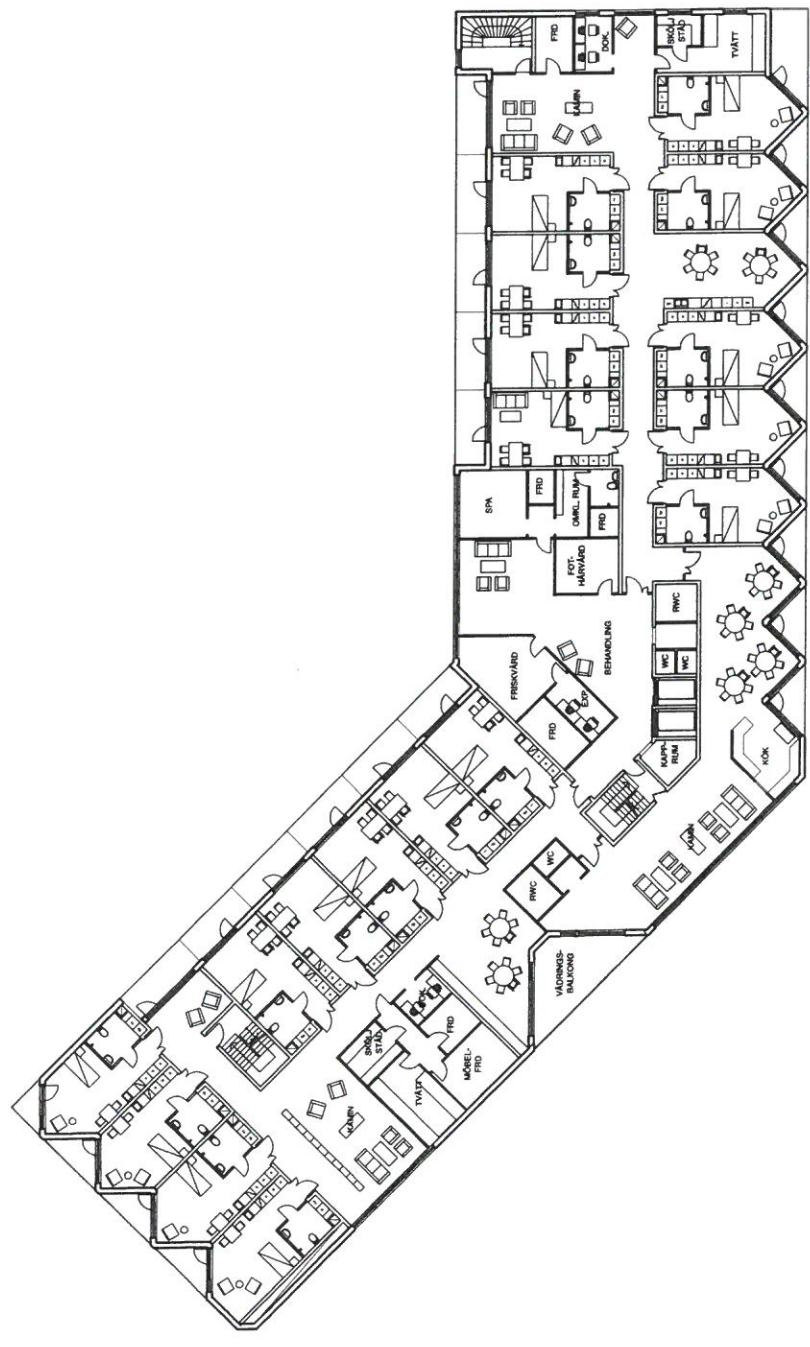 FRD
DOK.
SKÖLJ
STÄD
TVÄTT
KAMIN
SPA
FRD
OMKL. RUM
FRD
FOT-
HÅRVÅRD
FRISKVÅRD
BEHANDLING
EXP.
FRD
RWC
WC
WC
KAPP-
RUM
KÖK
KAMIN
WC
RWC
VÄDRINGS-
BALKONG
DOK.
FRD
SKÖLJ
STÄD
MÖBEL-
FRD
TVÄTT
KAMIN